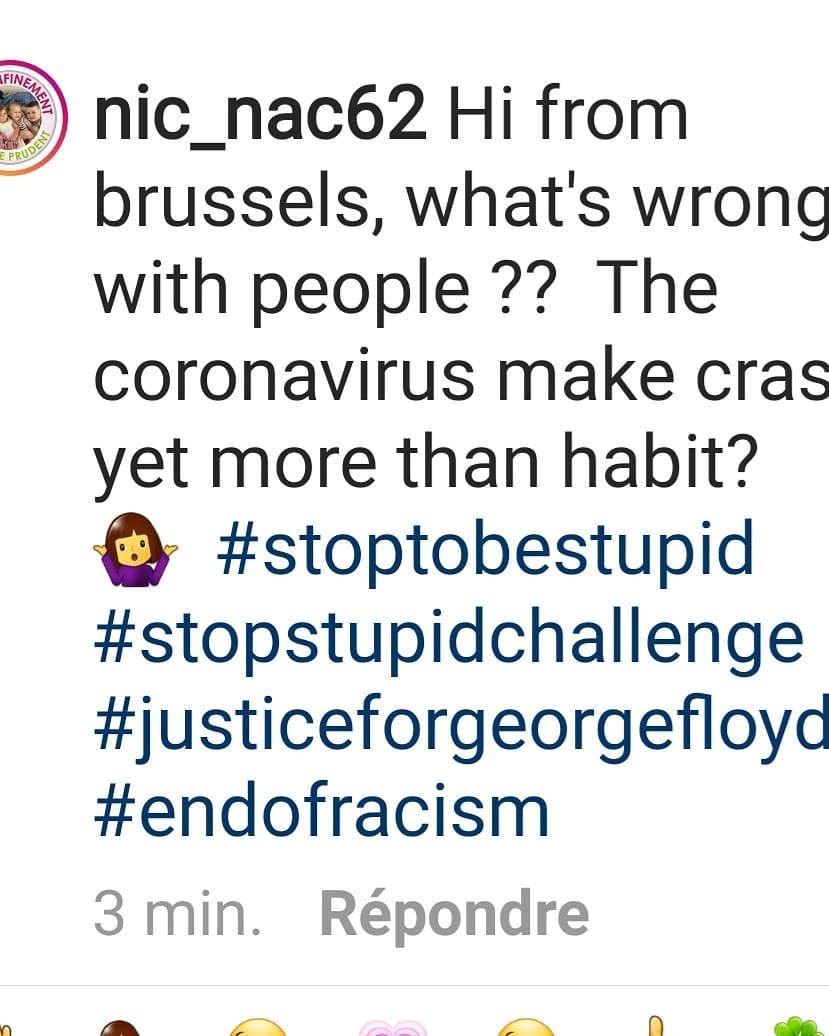 FINEMENT
E PRUDENT
nic_nac62 Hi from
brussels, what's wrong
with people ?? The
coronavirus make cras
yet more than habit?
🤷‍♀️ #stoptobestupid
#stopstupidchallenge
#justiceforgeorgefloyd
#endofracism
3 min. Répondre